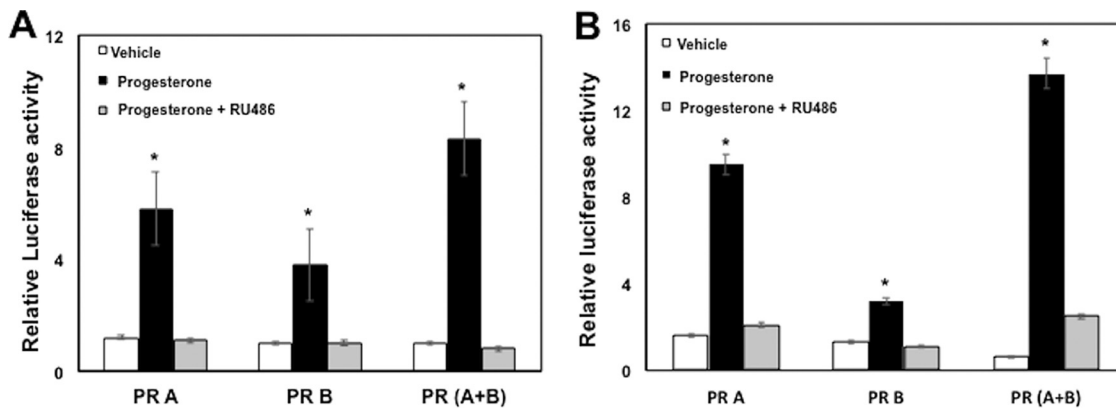 A
Relative Luciferase activity
12
8
4
0
Vehicle
Progesterone
Progesterone + RU486
*
*
*
PR A
PR B
PR (A+B)
B
Relative luciferase activity
16
12
8
4
0
Vehicle
Progesterone
Progesterone + RU486
*
*
*
PR A
PR B
PR (A+B)